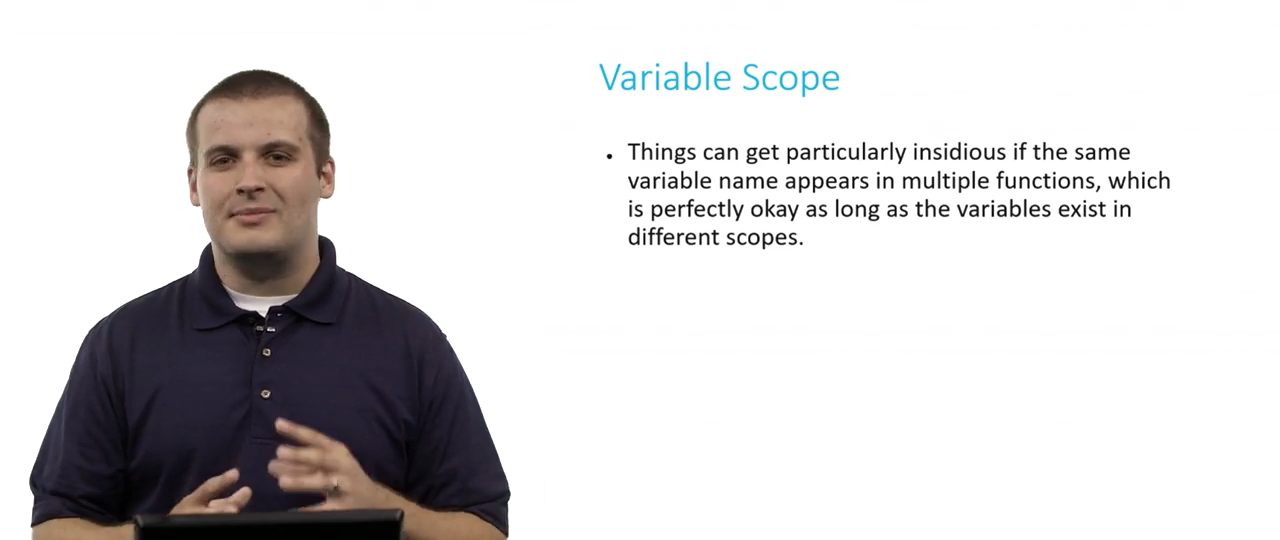 Variable Scope
• Things can get particularly insidious if the same
variable name appears in multiple functions, which
is perfectly okay as long as the variables exist in
different scopes.